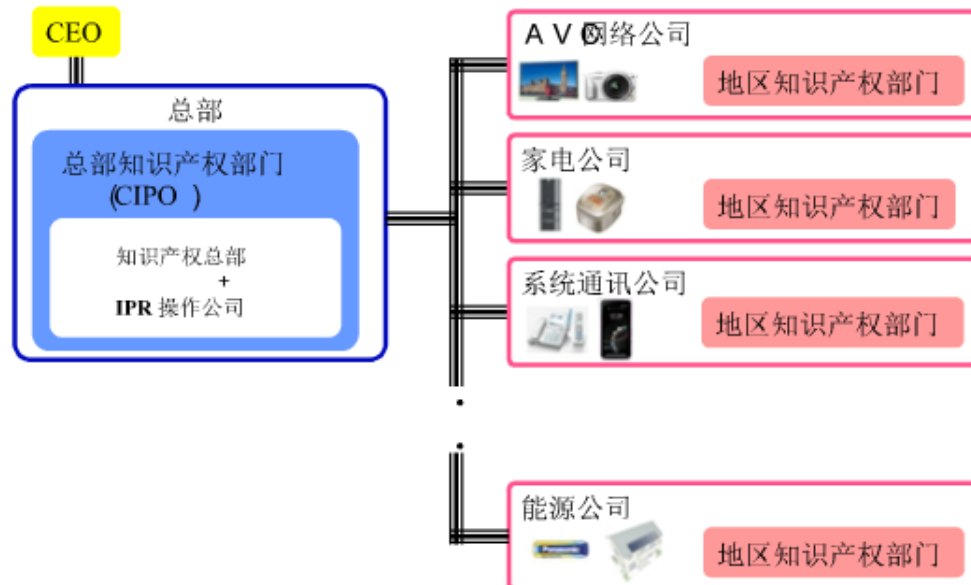 CEO
总部
总部知识产权部门
(CIPO )
知识产权总部
+
IPR 操作公司
A V C网络公司
地区知识产权部门
家电公司
地区知识产权部门
系统通讯公司
地区知识产权部门
能源公司
Panasonic
地区知识产权部门